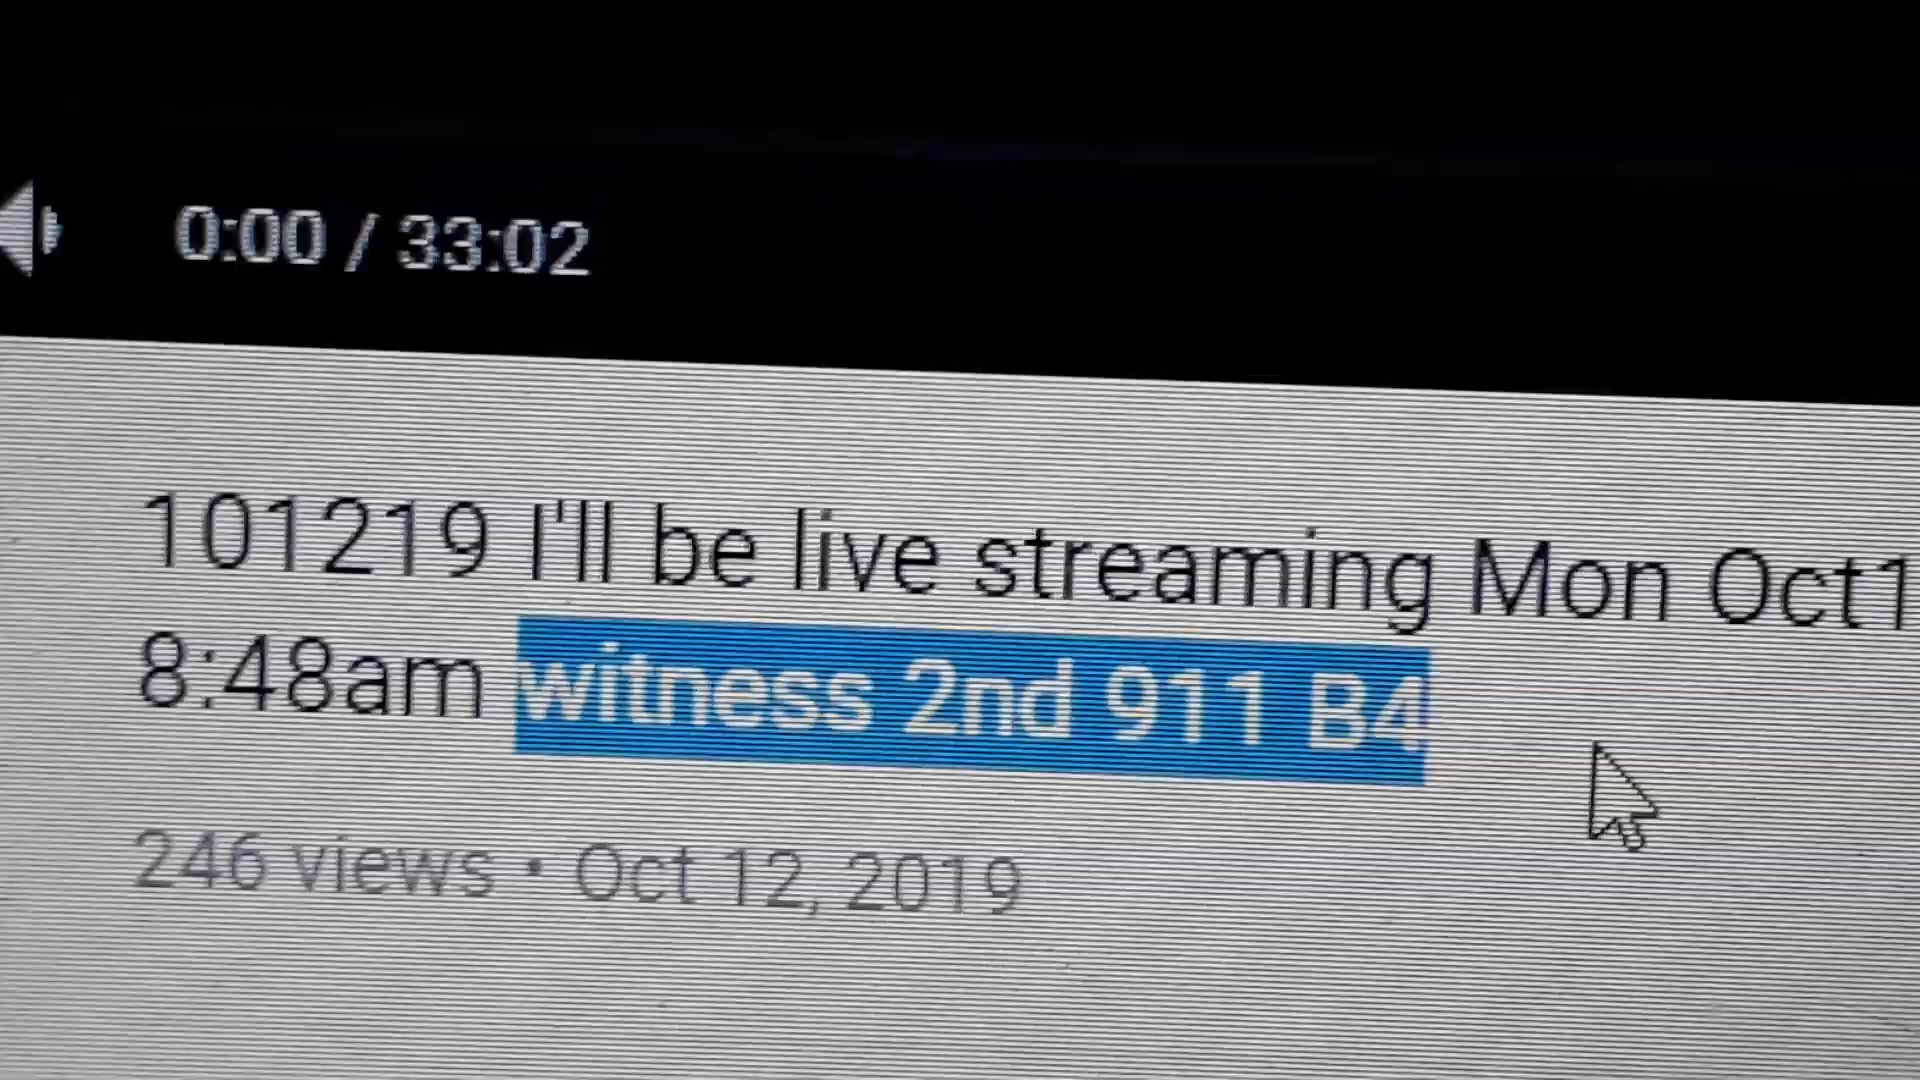 0:00 / 33:02
101219 I'll be live streaming Mon Oct1
8:48am witness 2nd 911 B4
246 views • Oct 12, 2019